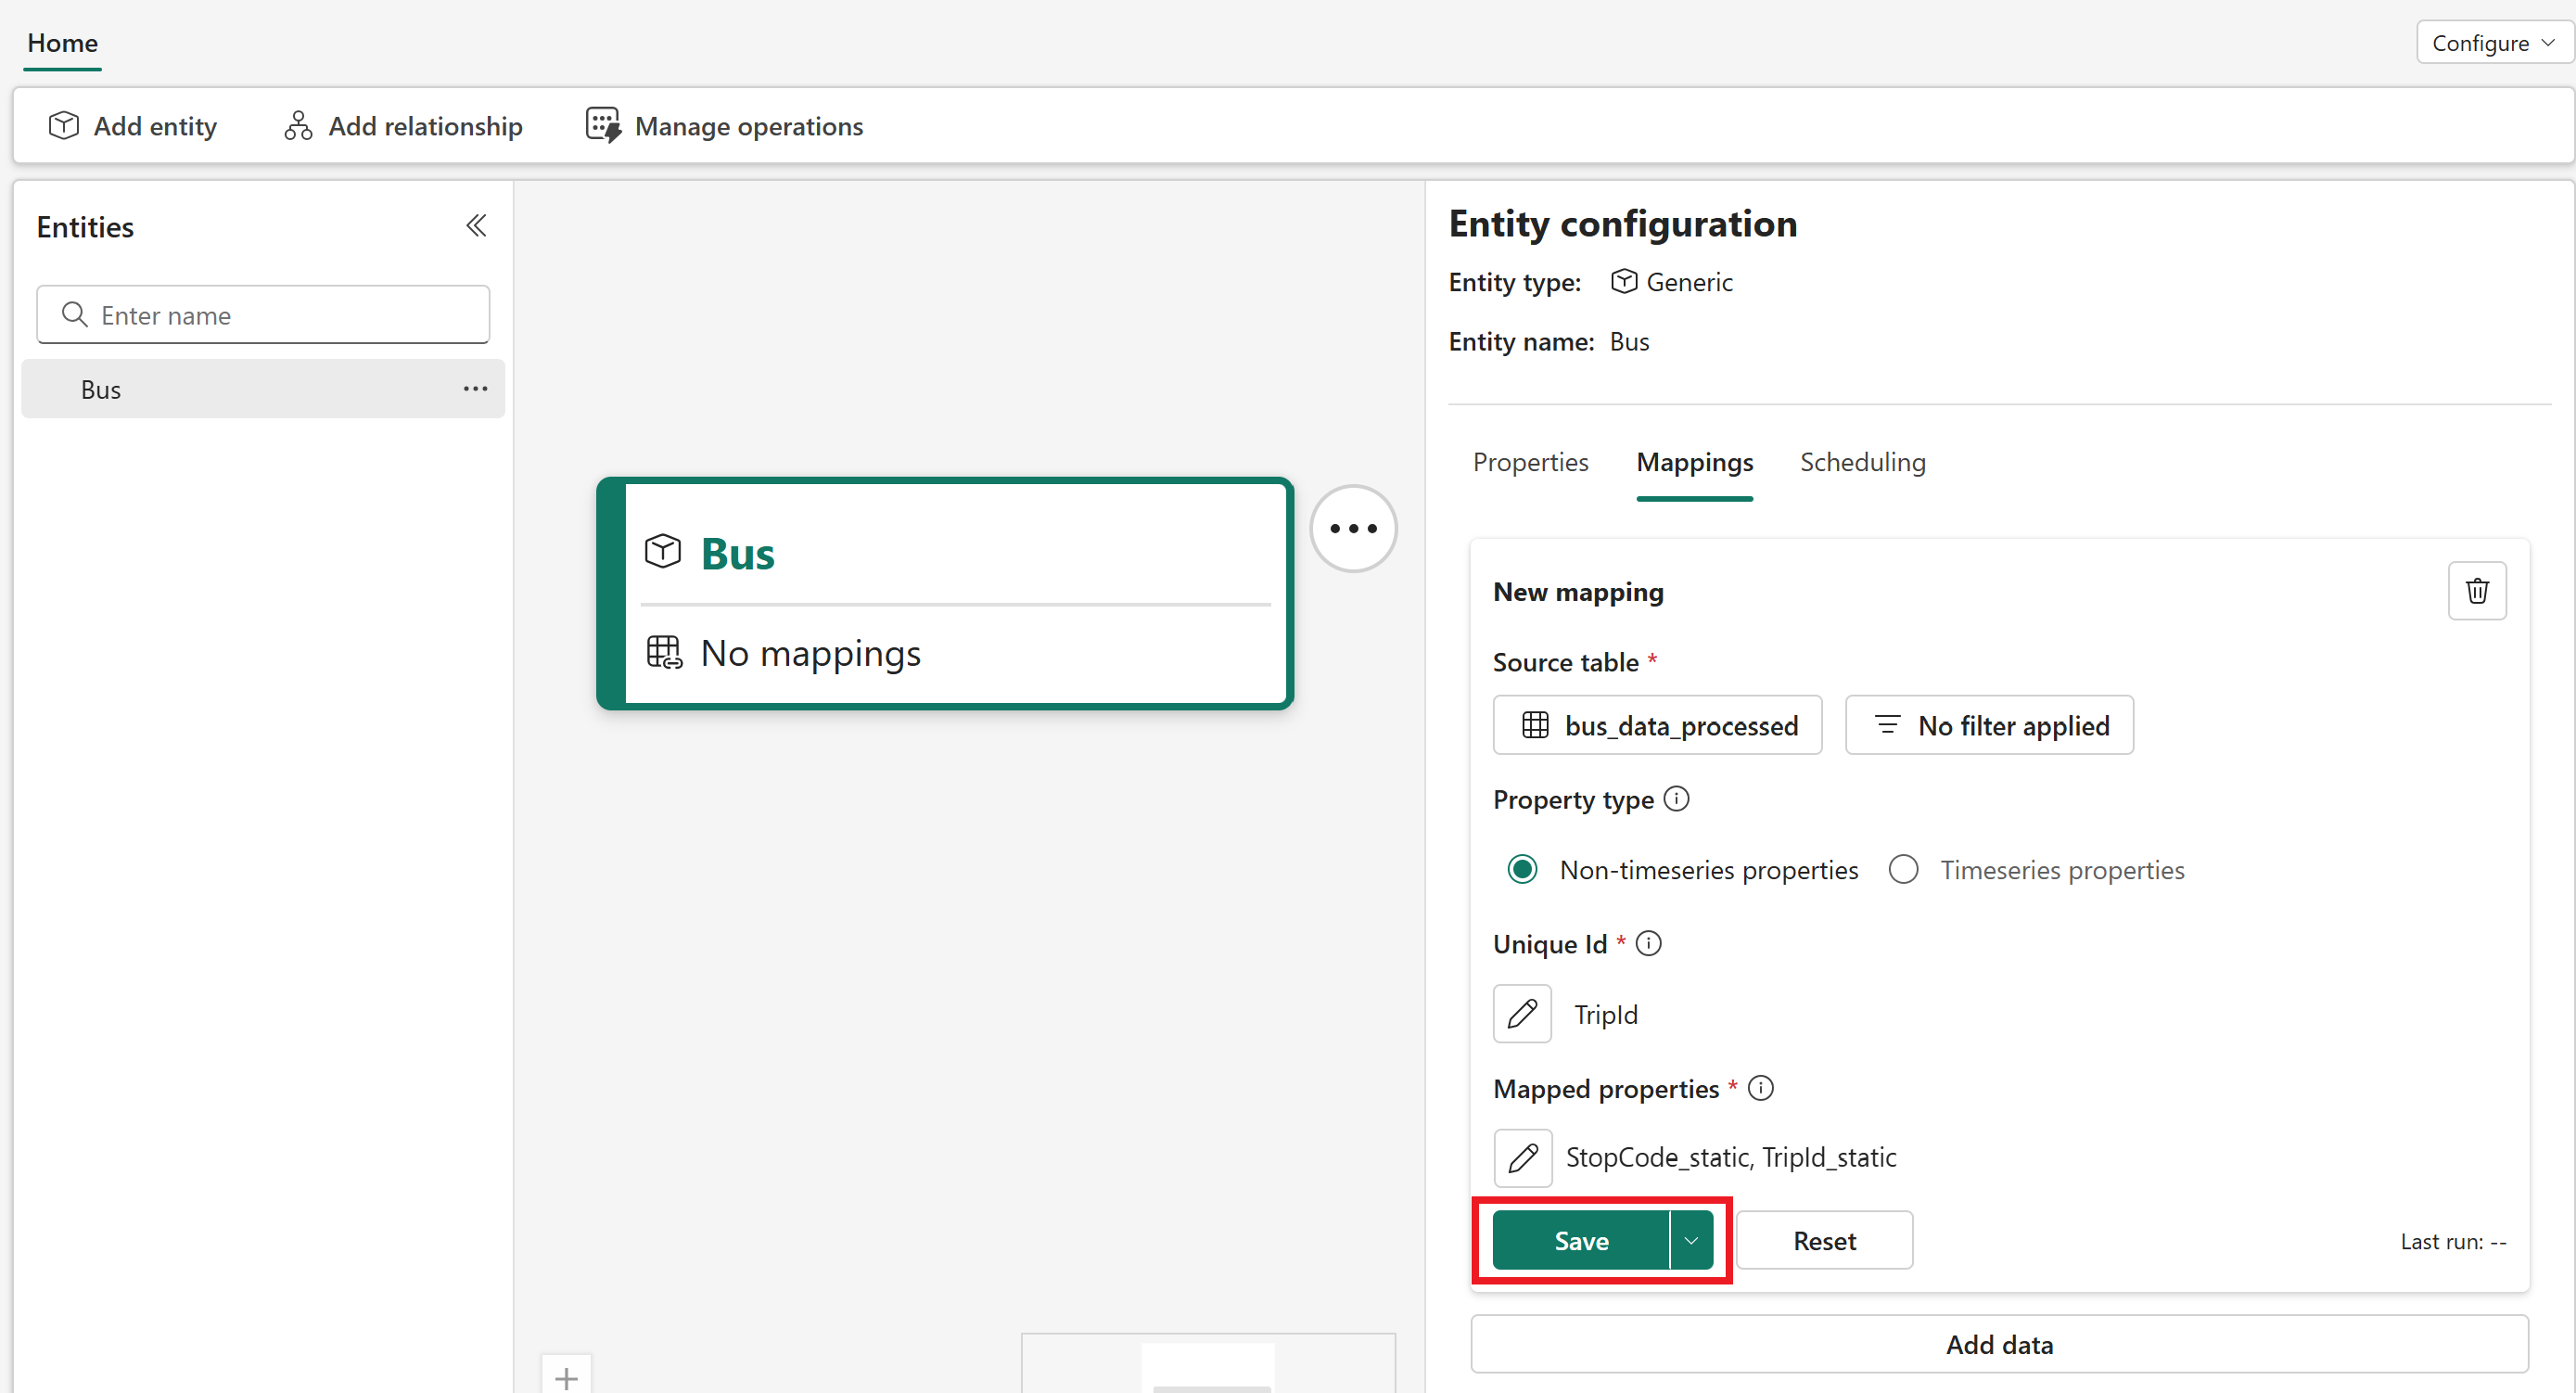 Home
Configure
Add entity
Add relationship
Manage operations
Entities
Enter name
Bus
Bus
No mappings
Entity configuration
Entity type: Generic
Entity name: Bus
Properties
Mappings
Scheduling
New mapping
Source table *
bus_data_processed
No filter applied
Property type
Non-timeseries properties
Timeseries properties
Unique Id *
TripId
Mapped properties *
StopCode_static, TripId_static
Save
Reset
Last run: --
Add data